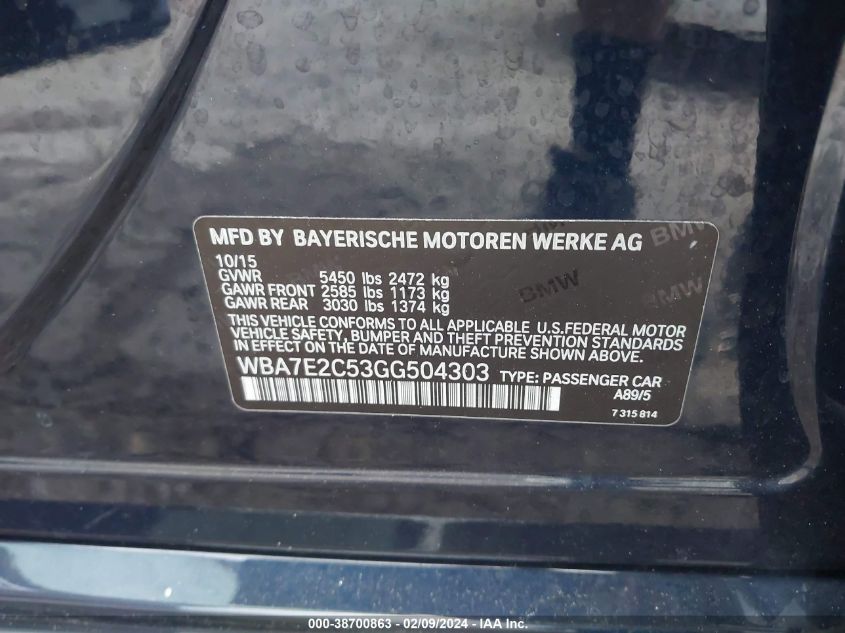 MFD BY BAYERISCHE MOTOREN WERKE AG
10/15
GVWR 5450 lbs 2472 kg
GAWR FRONT 2585 lbs 1173 kg
GAWR REAR 3030 lbs 1374 kg
THIS VEHICLE CONFORMS TO ALL APPLICABLE U.S.FEDERAL MOTOR
VEHICLE SAFETY, BUMPER AND THEFT PREVENTION STANDARDS
IN EFFECT ON THE DATE OF MANUFACTURE SHOWN ABOVE.
WBA7E2C53GG504303 TYPE: PASSENGER CAR
A89/5
7 315 814
BMW
BMW
BMW
000-38700863 - 02/09/2024 - IAA Inc.